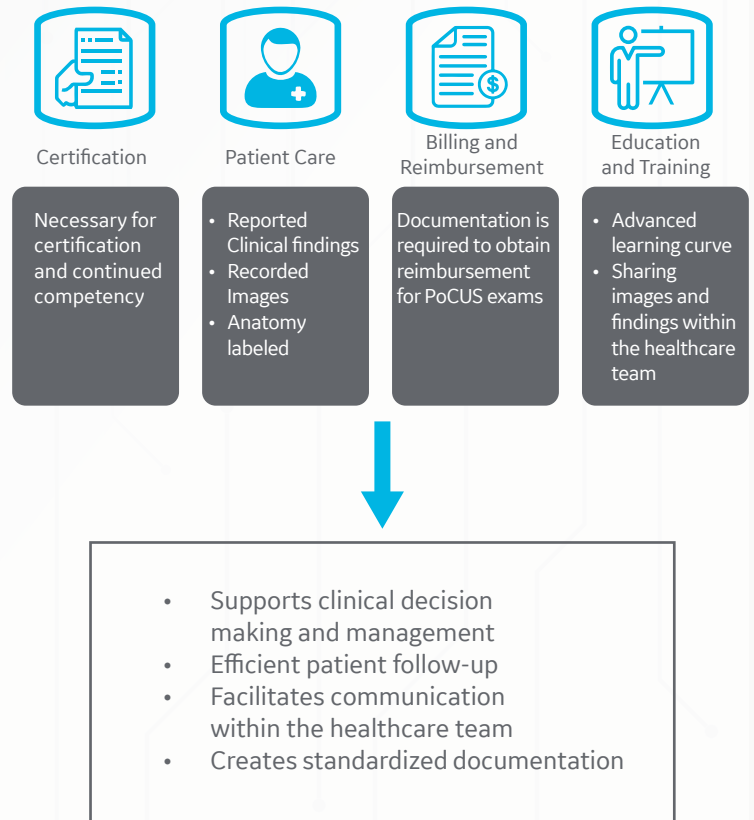 Certification
Patient Care
Billing and
Reimbursement
Education
and Training
Necessary for
certification
and continued
competency
• Reported
Clinical findings
• Recorded
Images
• Anatomy
labeled
Documentation is
required to obtain
reimbursement
for PoCUS exams
• Advanced
learning curve
• Sharing
images and
findings within
the healthcare
team
• Supports clinical decision
making and management
• Efficient patient follow-up
• Facilitates communication
within the healthcare team
• Creates standardized documentation